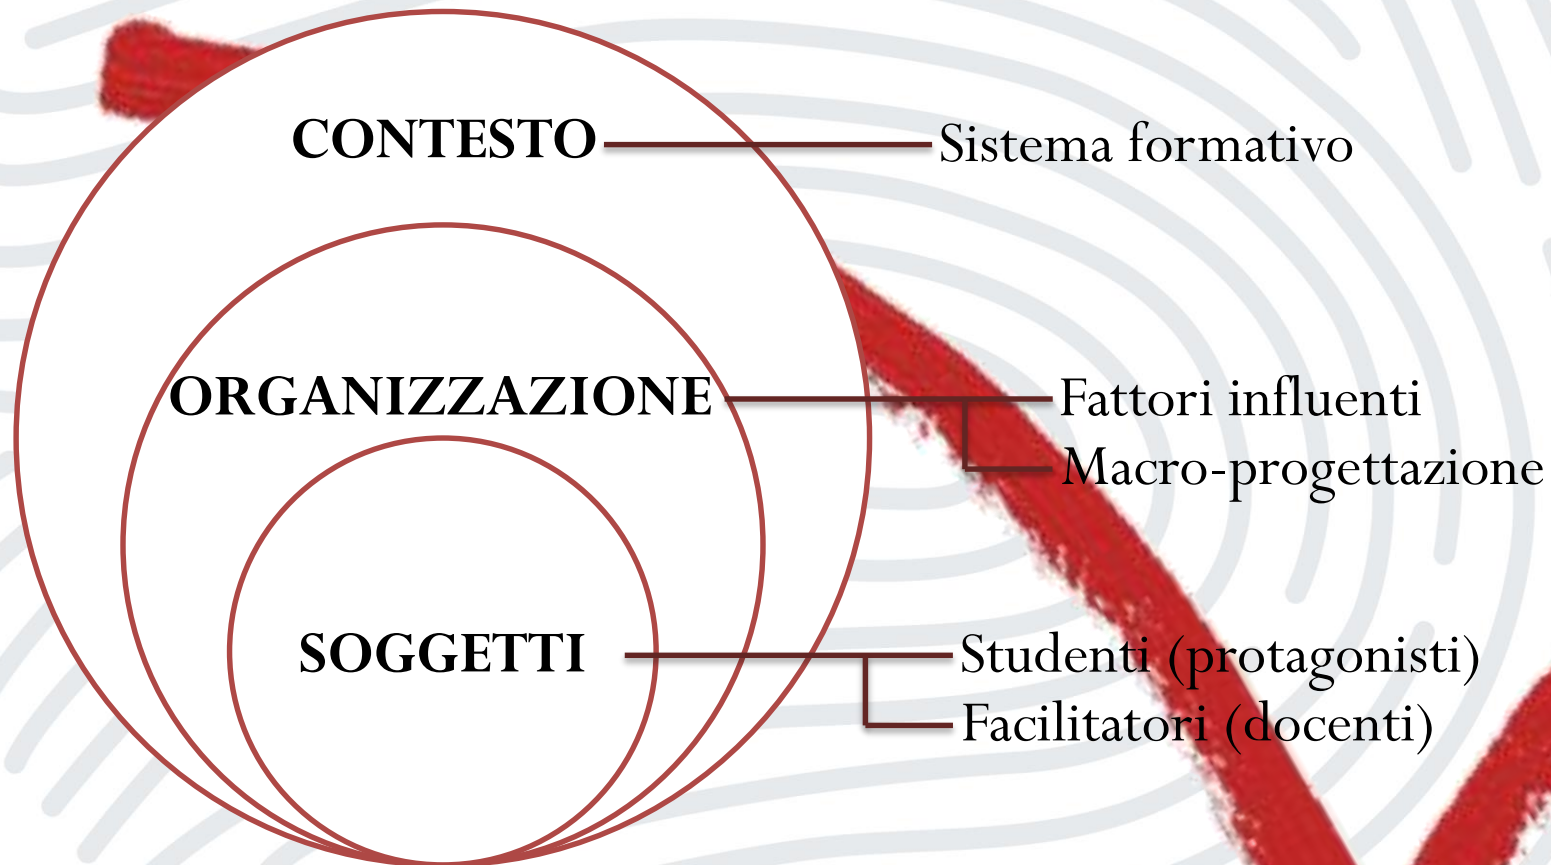 CONTESTO Sistema formativo
ORGANIZZAZIONE Fattori influenti
Macro-progettazione
SOGGETTI Studenti (protagonisti)
Facilitatori (docenti)